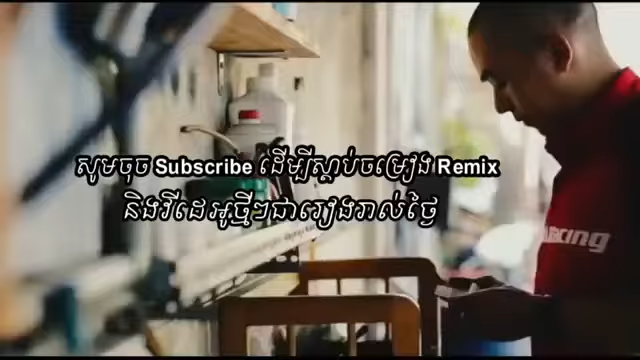 សូមចុច Subscribe ដើម្បីស្តាប់ចម្រៀង Remix
និងវីដេអូថ្មីៗជារៀងរាល់ថ្ងៃ